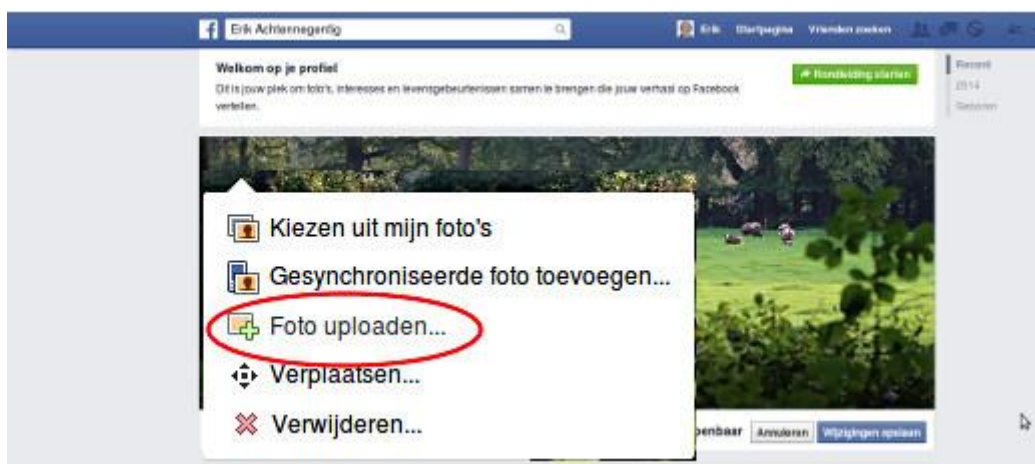 Erik Achtennegentig
Erik Startpagina Vrienden zoeken
Welkom op je profiel
Rondleiding starten
Dit is jouw plek om foto's, interesses en levensgebeurtenissen samen te brengen die jouw verhaal op Facebook
vertellen.
Recent
2014
Geboren
Kiezen uit mijn foto's
Gesynchroniseerde foto toevoegen...
Foto uploaden...
Verplaatsen...
Verwijderen...
penbaar Annuleren Wijzigingen opslaan